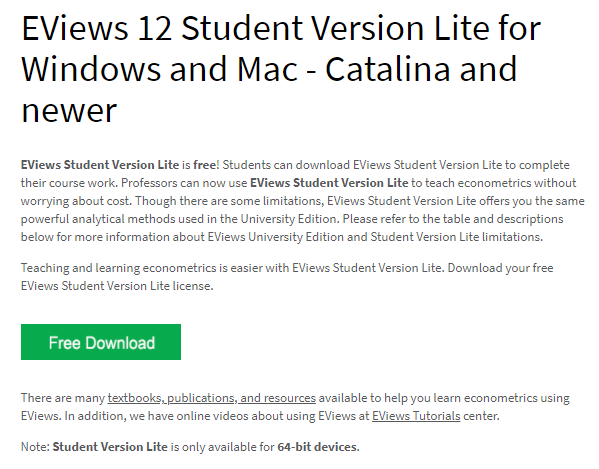 EViews 12 Student Version Lite for
Windows and Mac - Catalina and
newer
EViews Student Version Lite is free! Students can download EViews Student Version Lite to complete
their course work. Professors can now use EViews Student Version Lite to teach econometrics without
worrying about cost. Though there are some limitations, EViews Student Version Lite offers you the same
powerful analytical methods used in the University Edition. Please refer to the table and descriptions
below for more information about EViews University Edition and Student Version Lite limitations.
Teaching and learning econometrics is easier with EViews Student Version Lite. Download your free
EViews Student Version Lite license.
Free Download
There are many textbooks, publications, and resources available to help you learn econometrics using
EViews. In addition, we have online videos about using EViews at EViews Tutorials center.
Note: Student Version Lite is only available for 64-bit devices.